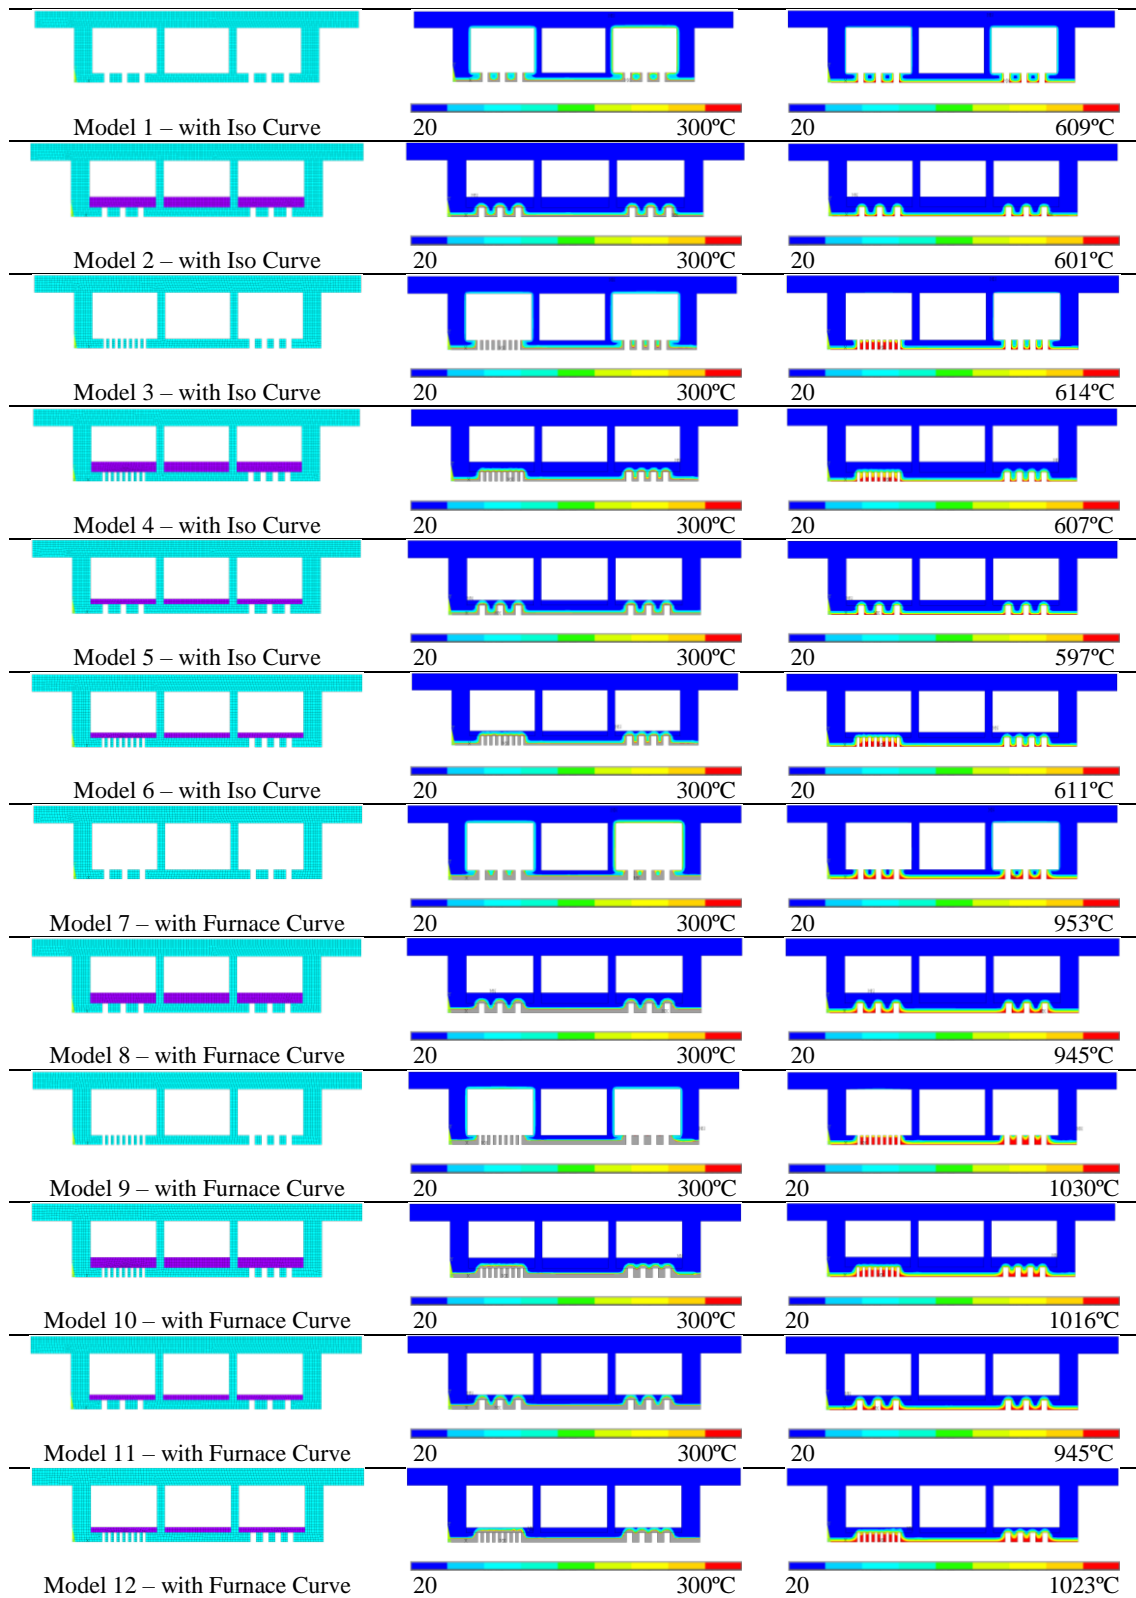 Model 1 – with Iso Curve 20 300ºC 20 609ºC
Model 2 – with Iso Curve 20 300ºC 20 601ºC
Model 3 – with Iso Curve 20 300ºC 20 614ºC
Model 4 – with Iso Curve 20 300ºC 20 607ºC
Model 5 – with Iso Curve 20 300ºC 20 597ºC
Model 6 – with Iso Curve 20 300ºC 20 611ºC
Model 7 – with Furnace Curve 20 300ºC 20 953ºC
Model 8 – with Furnace Curve 20 300ºC 20 945ºC
Model 9 – with Furnace Curve 20 300ºC 20 1030ºC
Model 10 – with Furnace Curve 20 300ºC 20 1016ºC
Model 11 – with Furnace Curve 20 300ºC 20 945ºC
Model 12 – with Furnace Curve 20 300ºC 20 1023ºC